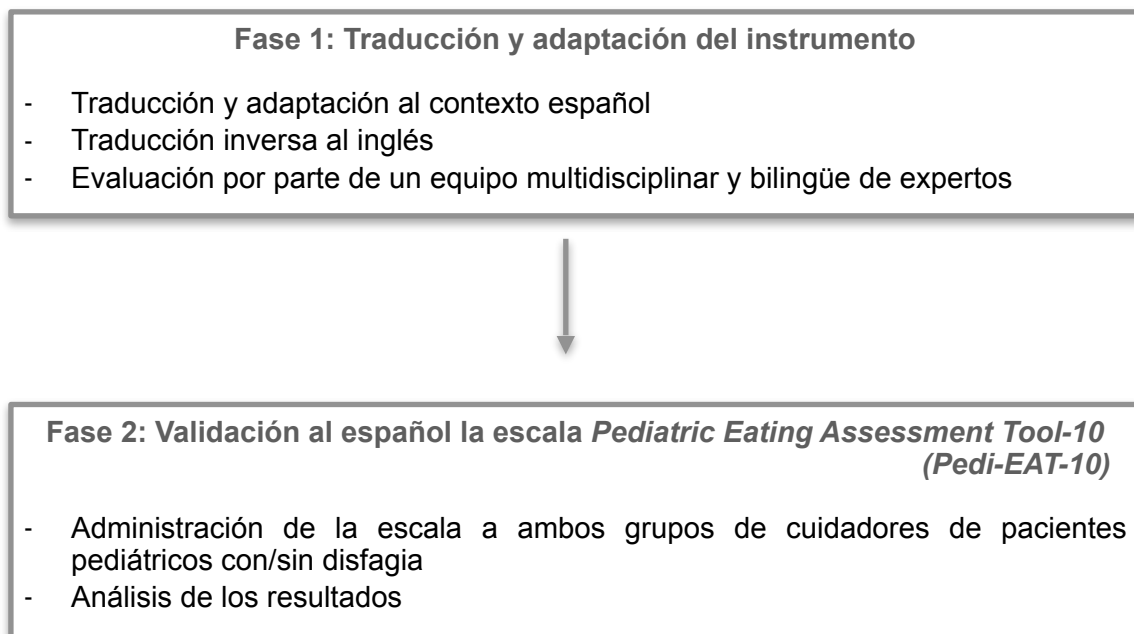 Fase 1: Traducción y adaptación del instrumento
- Traducción y adaptación al contexto español
- Traducción inversa al inglés
- Evaluación por parte de un equipo multidisciplinar y bilingüe de expertos
Fase 2: Validación al español la escala Pediatric Eating Assessment Tool-10
(Pedi-EAT-10)
- Administración de la escala a ambos grupos de cuidadores de pacientes
pediátricos con/sin disfagia
- Análisis de los resultados